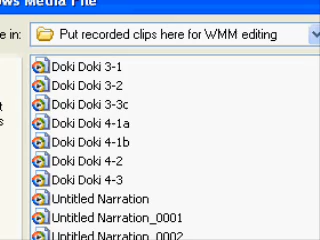 ows Media File
e in:
Put recorded clips here for WMM editing
Doki Doki 3-1
Doki Doki 3-2
Doki Doki 3-3c
Doki Doki 4-1a
Doki Doki 4-1b
Doki Doki 4-2
Doki Doki 4-3
Untitled Narration
Untitled Narration_0001
Untitled Narration_0002
t
s